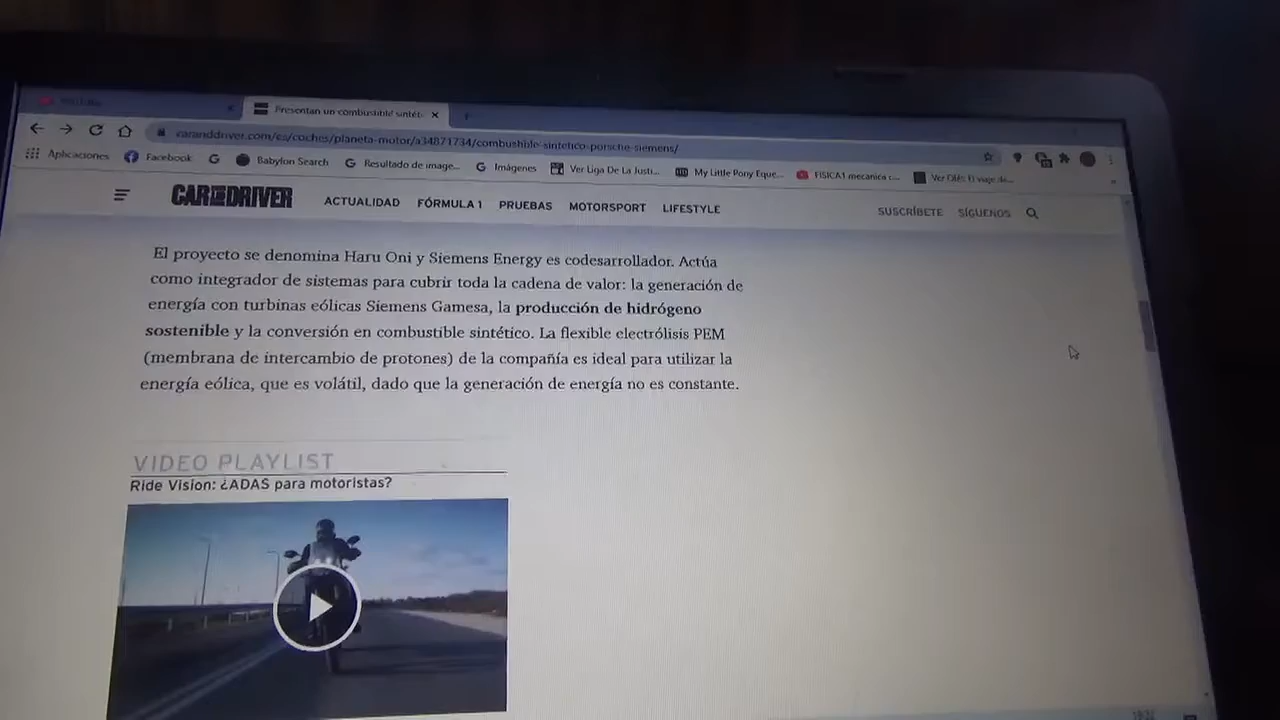 YouTube
Presentan un combustible sintét
caranddriver.com/es/coches/planeta-motor/a34871734/combustible-sintetico-porsche-siemens/
Aplicaciones Facebook Babylon Search Resultado de image... Imágenes Ver Liga De La Justi... My Little Pony Eque... FISICA1 mecanica c... Ver Olés El viaje de...
CAR AND DRIVER ACTUALIDAD FÓRMULA 1 PRUEBAS MOTORSPORT LIFESTYLE SUSCRÍBETE SÍGUENOS
El proyecto se denomina Haru Oni y Siemens Energy es codesarrollador. Actúa
como integrador de sistemas para cubrir toda la cadena de valor: la generación de
energía con turbinas eólicas Siemens Gamesa, la producción de hidrógeno
sostenible y la conversión en combustible sintético. La flexible electrólisis PEM
(membrana de intercambio de protones) de la compañía es ideal para utilizar la
energía eólica, que es volátil, dado que la generación de energía no es constante.
VIDEO PLAYLIST
Ride Vision: ¿ADAS para motoristas?